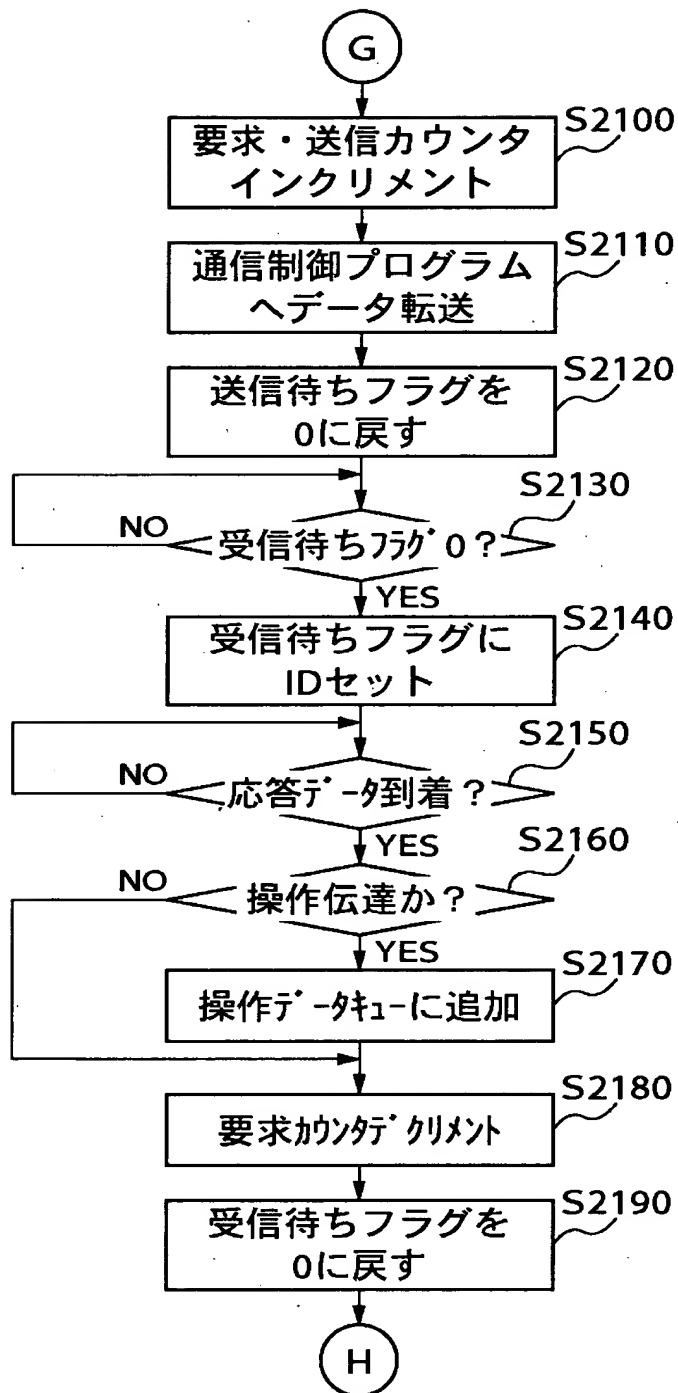 G
S2100
要求・送信カウンタ
インクリメント
S2110
通信制御プログラム
へデータ転送
S2120
送信待ちフラグを
0に戻す
S2130
NO
受信待ちﾌﾗｸﾞ0?
YES
S2140
受信待ちフラグに
IDセット
S2150
NO
応答ﾃﾞｰﾀ到着?
YES
S2160
NO
操作伝達か?
YES
S2170
操作ﾃﾞｰﾀｷｭｰに追加
S2180
要求ｶｳﾝﾀﾃﾞｸﾘﾒﾝﾄ
S2190
受信待ちフラグを
0に戻す
H